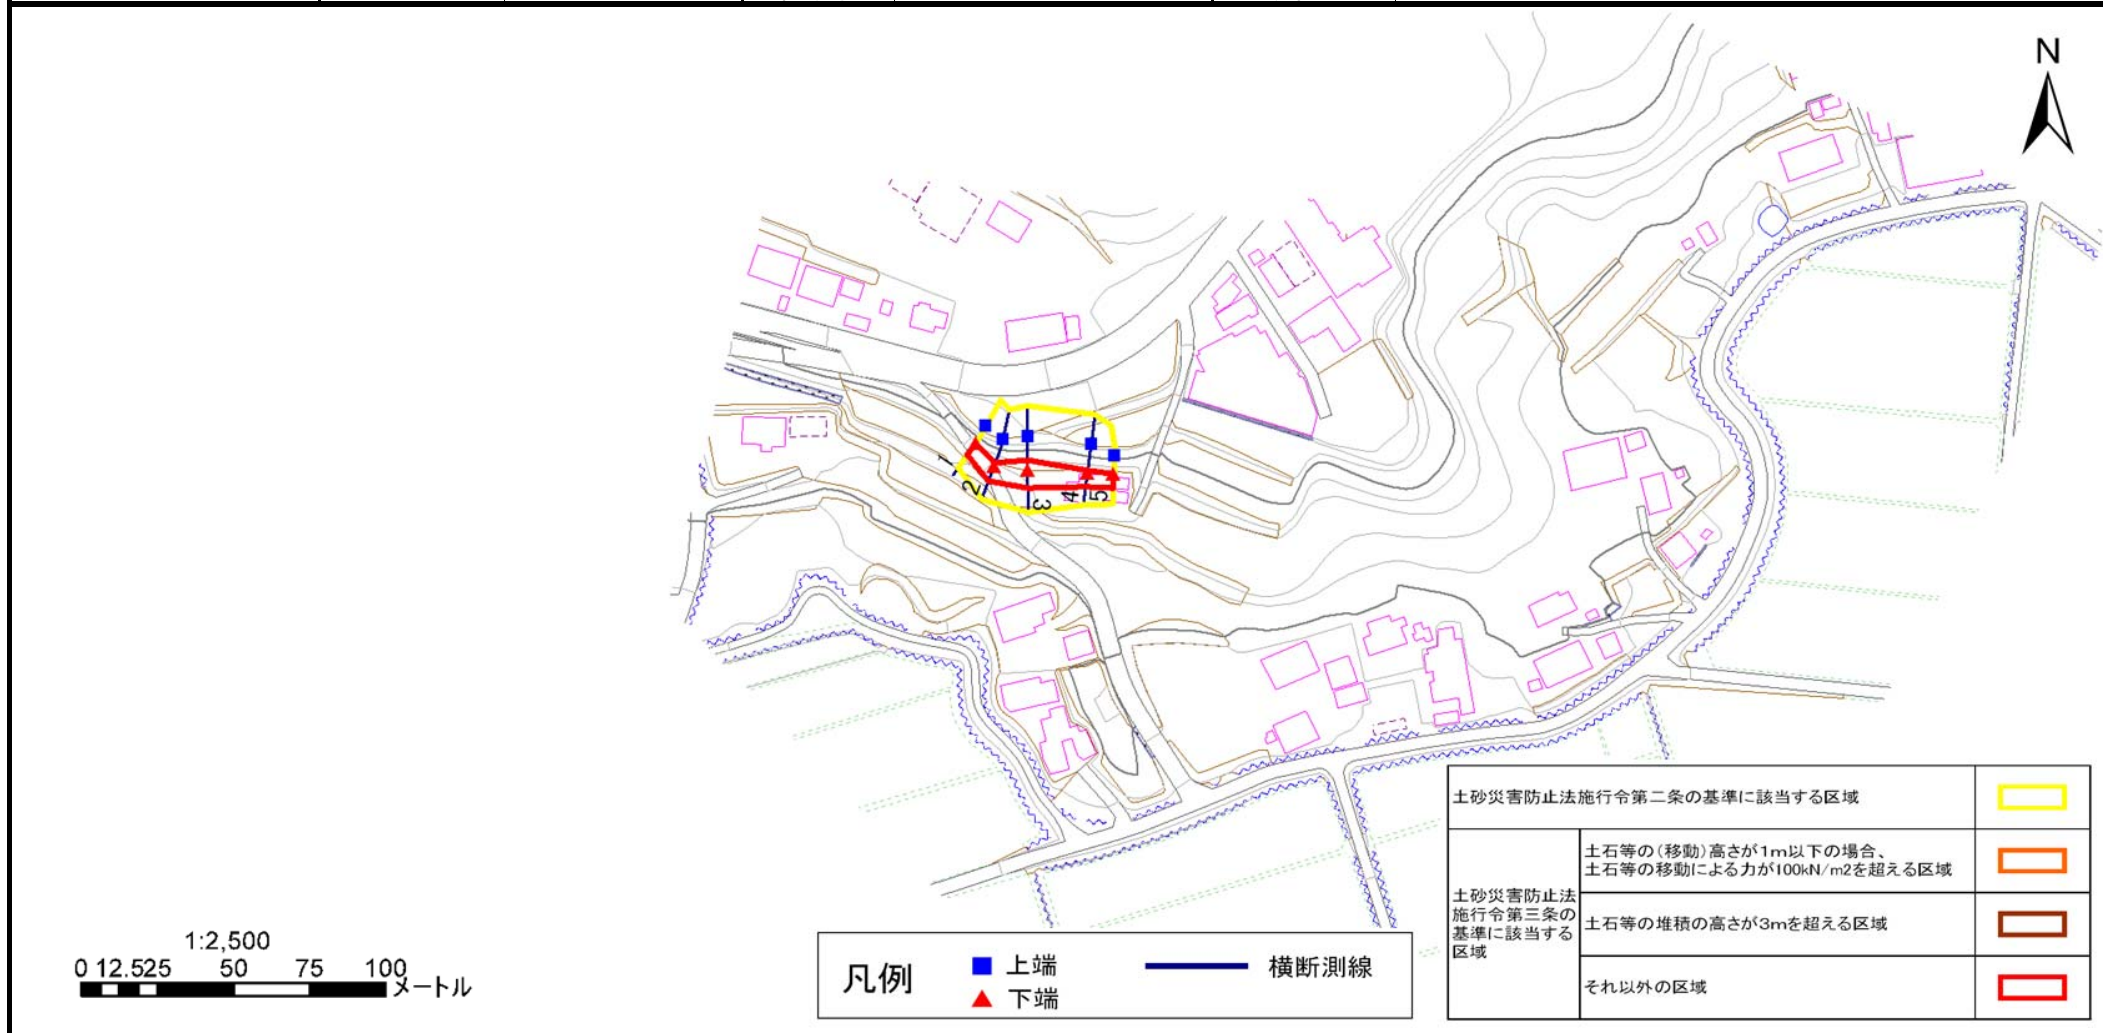 N
1
2
3
4
5
1:2,500
0 12.525 50 75 100
メートル
凡例
上端
下端
横断測線
土砂災害防止法施行令第二条の基準に該当する区域
土砂災害防止法
施行令第三条の
基準に該当する
区域
土石等の(移動)高さが1m以下の場合、
土石等の移動による力が100kN/m2を超える区域
土石等の堆積の高さが3mを超える区域
それ以外の区域